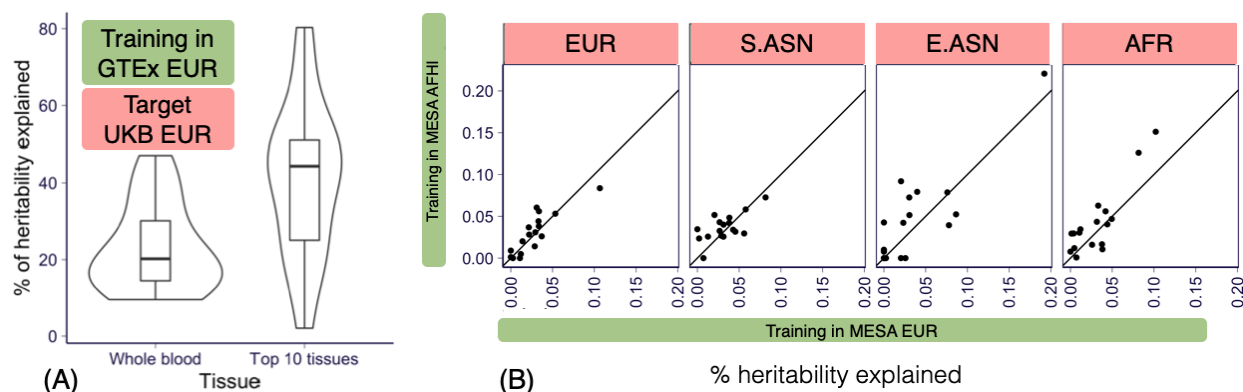 80
60
40
20
0
% of heritability explained
Training in
GTEx EUR
Target
UKB EUR
Whole blood
Top 10 tissues
Tissue
(A)
Training in MESA AFHI
EUR
S.ASN
E.ASN
AFR
0.20
0.15
0.10
0.05
0.00
0.00 0.05 0.10 0.15 0.20
0.00 0.05 0.10 0.15 0.20
0.00 0.05 0.10 0.15 0.20
0.00 0.05 0.10 0.15 0.20
Training in MESA EUR
(B)
% heritability explained